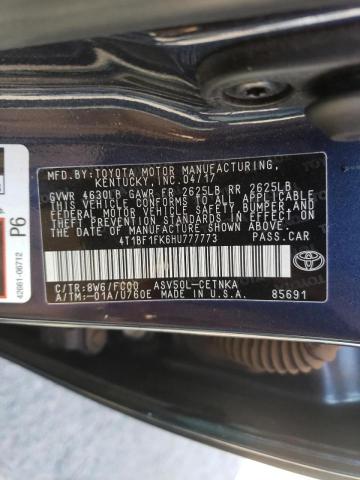 MFD.BY:TOYOTA MOTOR MANUFACTURING,
KENTUCKY, INC. 04/17
GVWR 4630LB GAWR FR 2625LB RR 2625LB
THIS VEHICLE CONFORMS TO ALL APPLICABLE
FEDERAL MOTOR VEHICLE SAFETY, BUMPER, AND
THEFT PREVENTION STANDARDS IN EFFECT ON
THE DATE OF MANUFACTURE SHOWN ABOVE.
4T1BF1FK6HU777773 PASS.CAR
C/TR:8W6/FC00 ASV50L-CETNKA
A/TM:-01A/U760E MADE IN U.S.A.
85691
P6
42661-06712